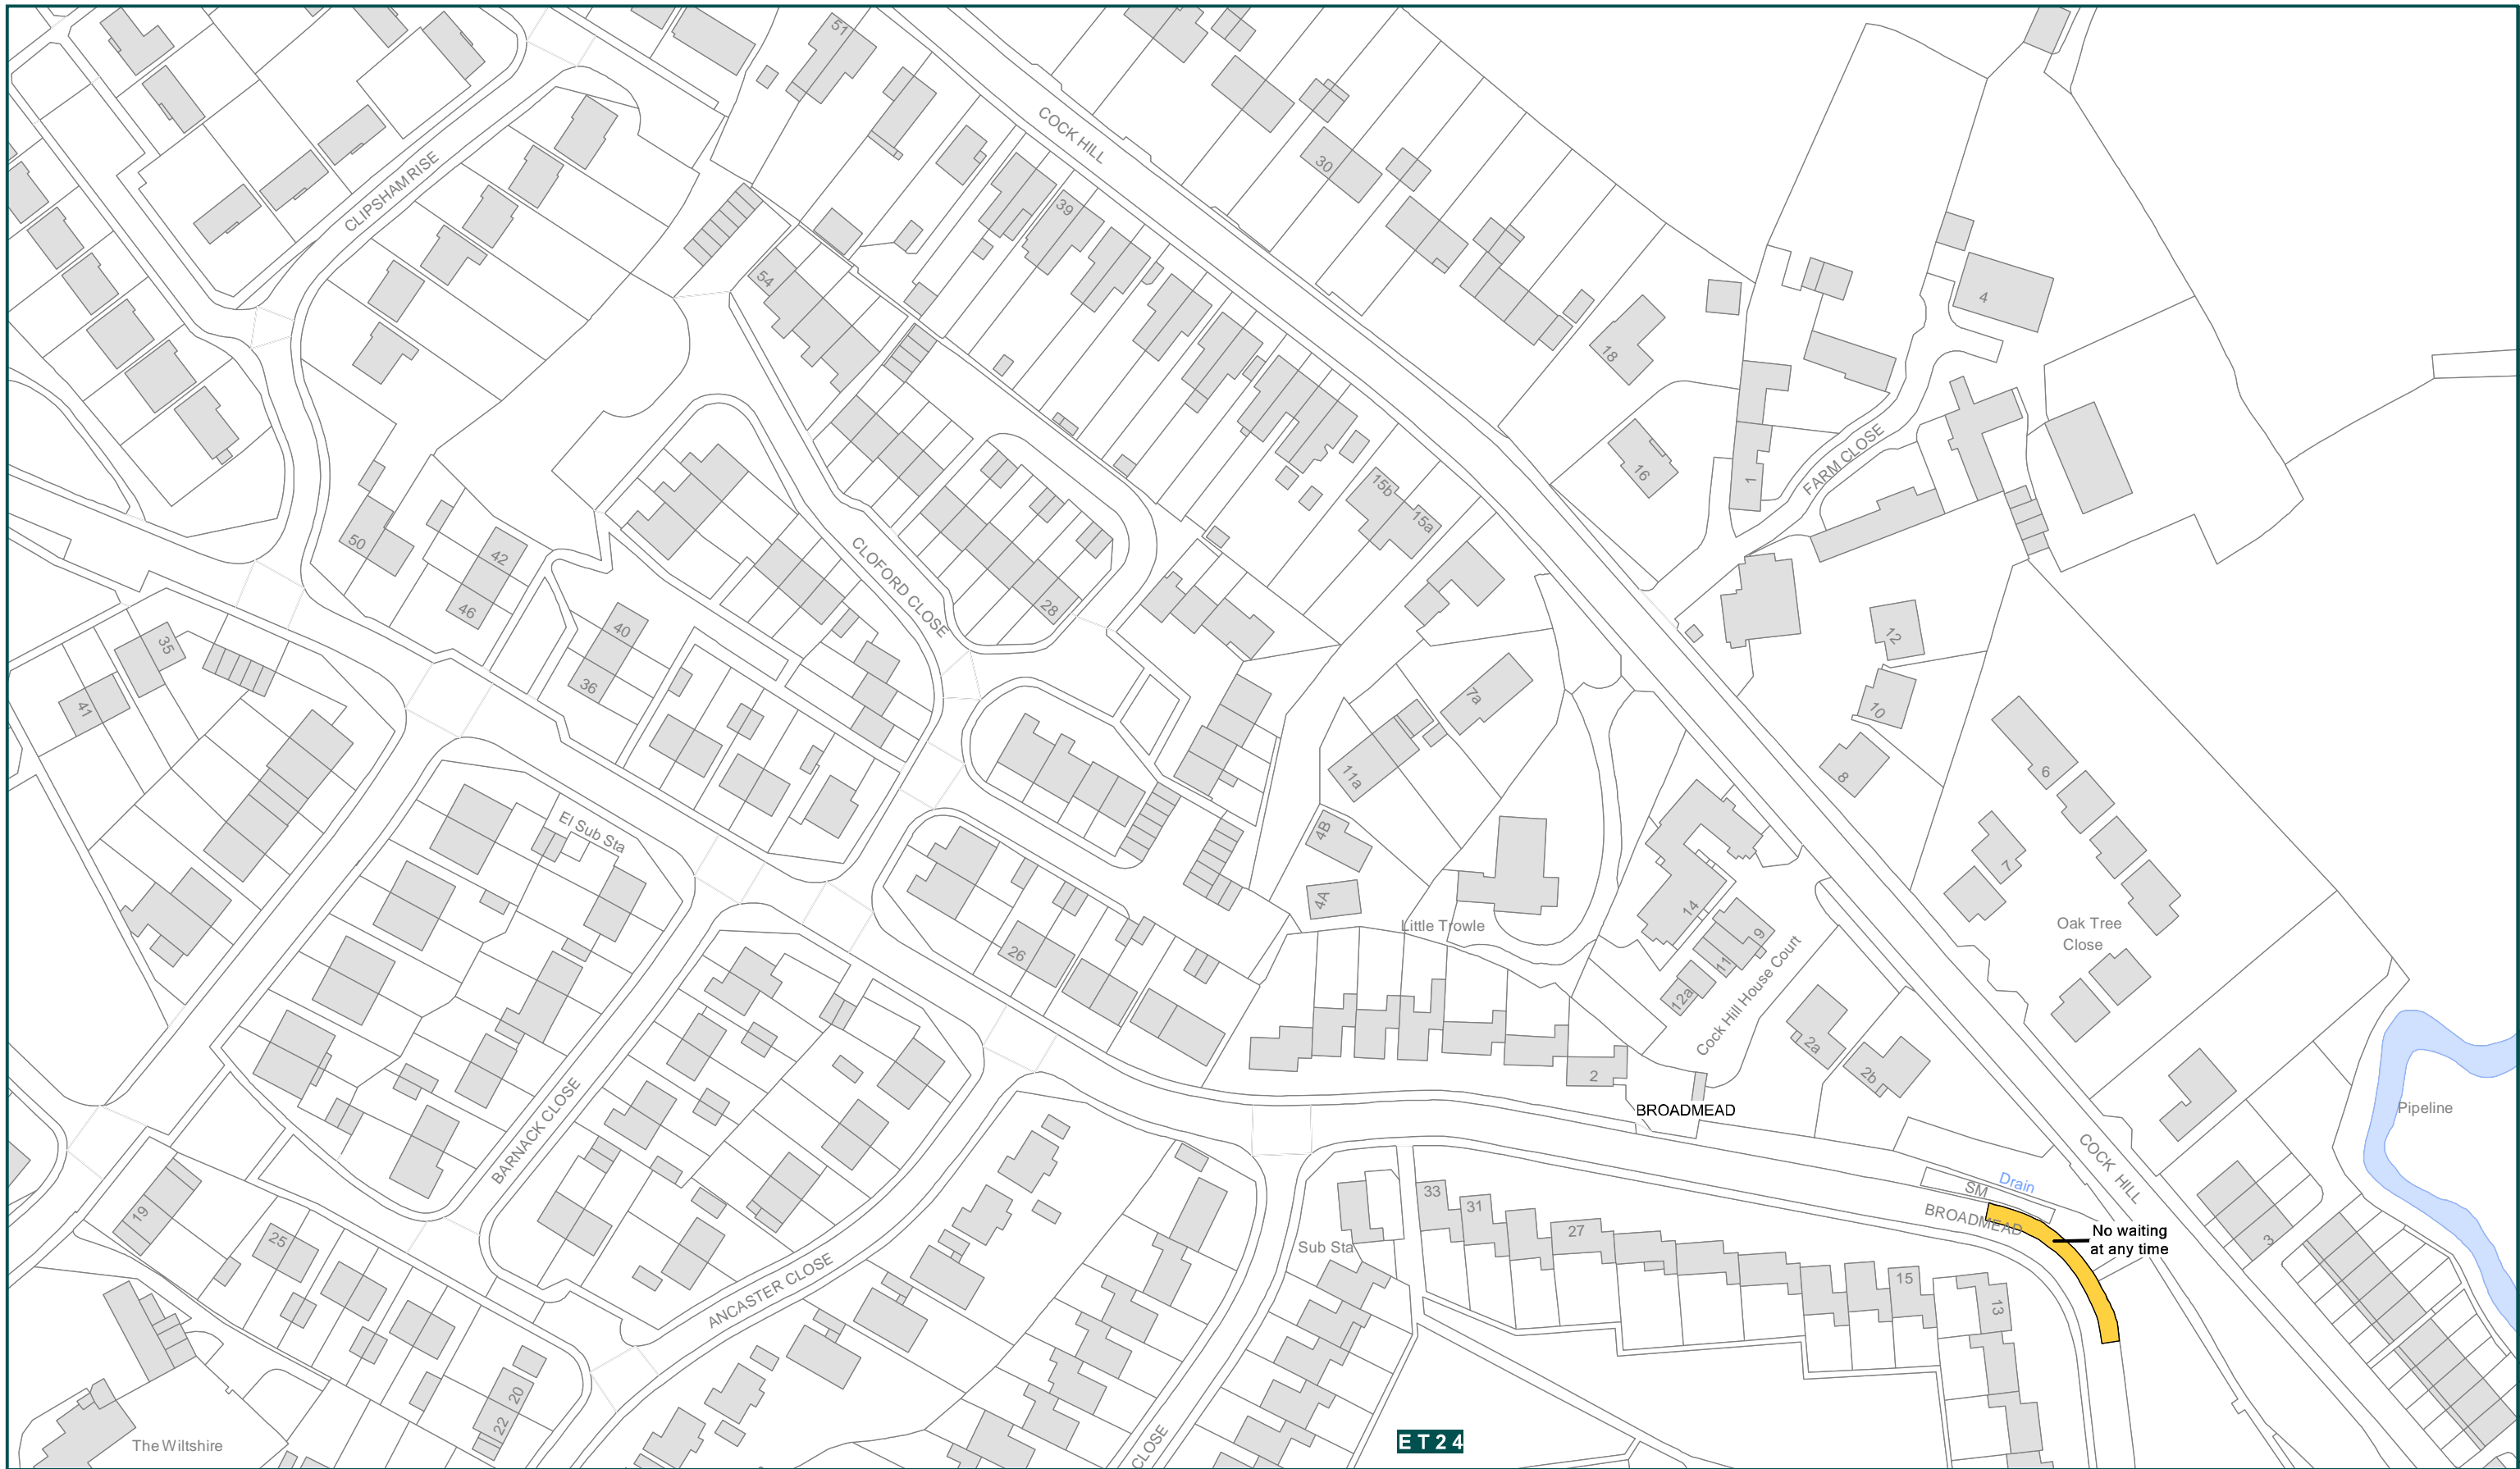 51
COCK HILL
CLIPSHAM RISE
30
39
54
4
18
16
1
FARM CLOSE
15b
15a
50
42
46
CLOFORD CLOSE
28
40
36
35
41
12
10
8
6
7
7a
11a
El Sub Sta
4B
4A
14
9
11
12a
Little Trowle
Cock Hill House Court
Oak Tree
Close
26
2a
2b
2
BROADMEAD
Pipeline
BARNACK CLOSE
COCK HILL
Drain
SM
BROADMEAD
No waiting
at any time
33
31
27
15
13
3
Sub Sta
19
25
ANCASTER CLOSE
20
22
The Wiltshire
CLOSE
ET24